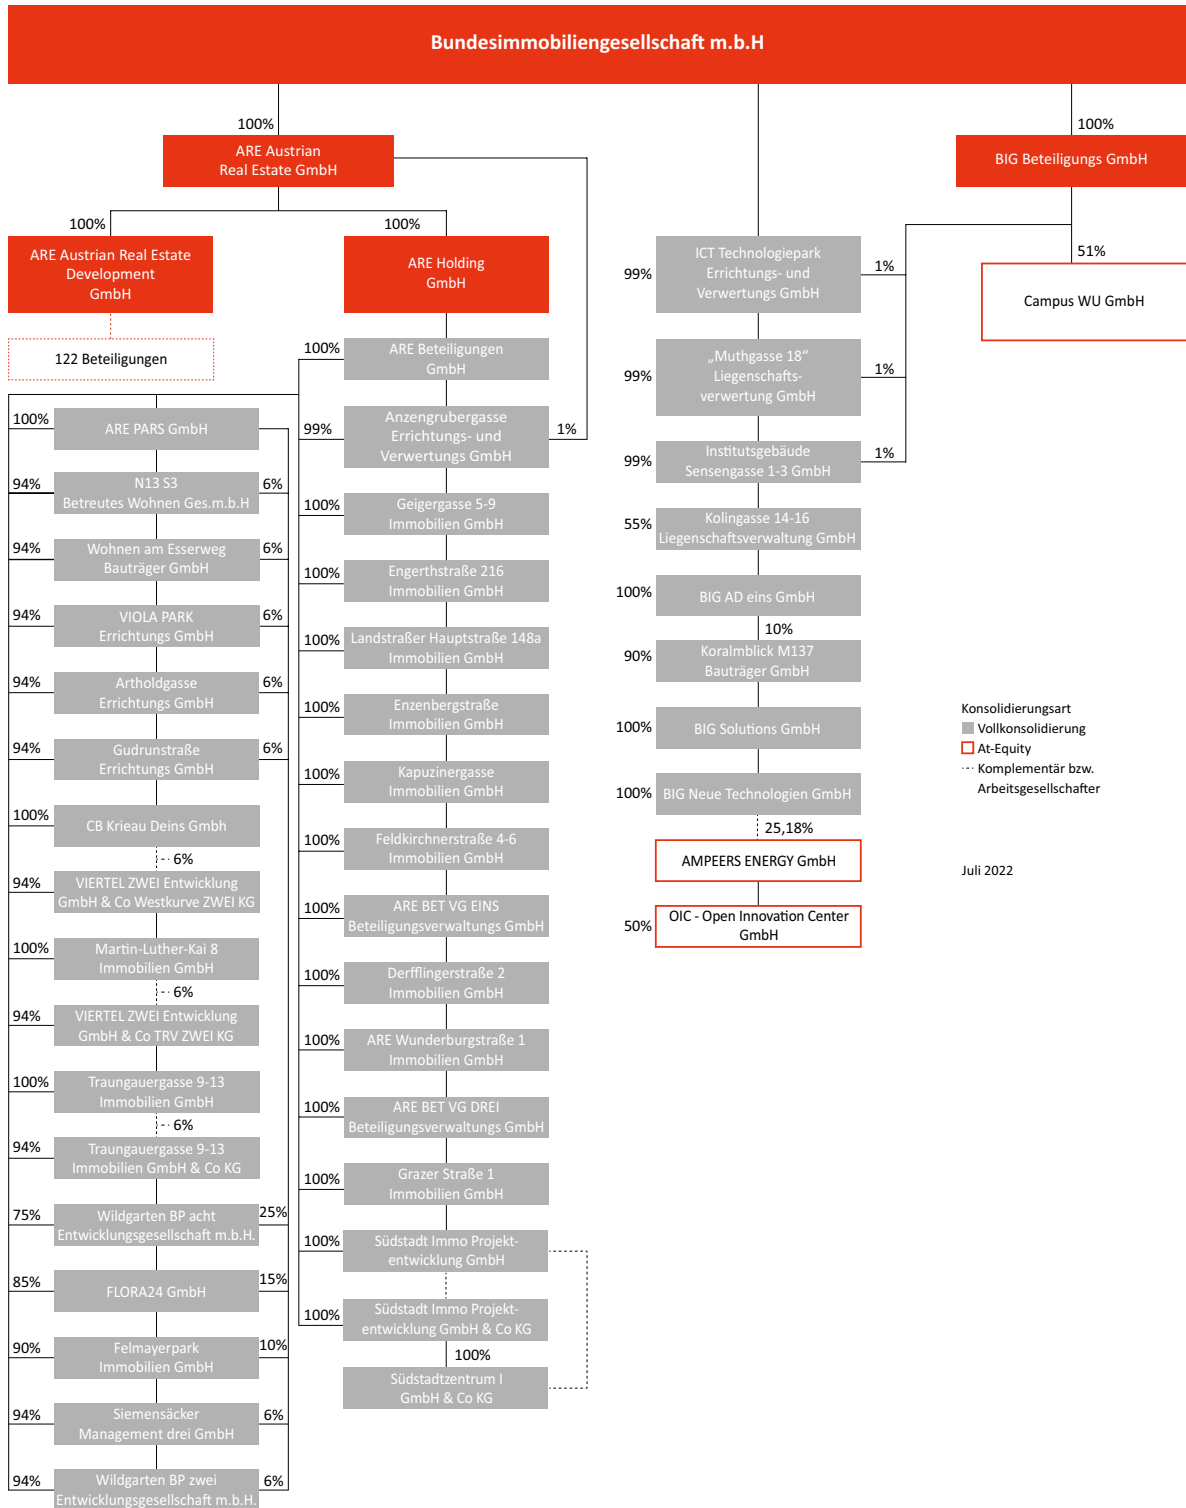 Bundesimmobiliengesellschaft m.b.H
100%
ARE Austrian
Real Estate GmbH
100%
BIG Beteiligungs GmbH
100%
ARE Austrian Real Estate
Development
GmbH
122 Beteiligungen
100%
ARE Holding
GmbH
100%
ARE PARS GmbH
94%
N13 S3
Betreutes Wohnen Ges.m.b.H
6%
94%
Wohnen am Esserweg
Bauträger GmbH
6%
94%
VIOLA PARK
Errichtungs GmbH
6%
94%
Artholdgasse
Errichtungs GmbH
6%
94%
Gudrunstraße
Errichtungs GmbH
6%
100%
CB Krieau Deins Gmbh
6%
94%
VIERTEL ZWEI Entwicklung
GmbH & Co Westkurve ZWEI KG
100%
Martin-Luther-Kai 8
Immobilien GmbH
6%
94%
VIERTEL ZWEI Entwicklung
GmbH & Co TRV ZWEI KG
100%
Traungauergasse 9-13
Immobilien GmbH
6%
94%
Traungauergasse 9-13
Immobilien GmbH & Co KG
75%
Wildgarten BP acht
Entwicklungsgesellschaft m.b.H.
25%
85%
FLORA24 GmbH
15%
90%
Felmayerpark
Immobilien GmbH
10%
94%
Siemensäcker
Management drei GmbH
6%
94%
Wildgarten BP zwei
Entwicklungsgesellschaft m.b.H.
6%
100%
ARE Beteiligungen
GmbH
99%
Anzengrubergasse
Errichtungs- und
Verwertungs GmbH
1%
100%
Geigergasse 5-9
Immobilien GmbH
100%
Engerthstraße 216
Immobilien GmbH
100%
Landstraßer Hauptstraße 148a
Immobilien GmbH
100%
Enzenbergstraße
Immobilien GmbH
100%
Kapuzinergasse
Immobilien GmbH
100%
Feldkirchnerstraße 4-6
Immobilien GmbH
100%
ARE BET VG EINS
Beteiligungsverwaltungs GmbH
100%
Derfflingerstraße 2
Immobilien GmbH
100%
ARE Wunderburgstraße 1
Immobilien GmbH
100%
ARE BET VG DREI
Beteiligungsverwaltungs GmbH
100%
Grazer Straße 1
Immobilien GmbH
100%
Südstadt Immo Projekt-
entwicklung GmbH
100%
Südstadt Immo Projekt-
entwicklung GmbH & Co KG
100%
Südstadtzentrum I
GmbH & Co KG
99%
ICT Technologiepark
Errichtungs- und
Verwertungs GmbH
1%
99%
„Muthgasse 18“
Liegenschafts-
verwertung GmbH
1%
99%
Institutsgebäude
Sensengasse 1-3 GmbH
1%
55%
Kolingasse 14-16
Liegenschaftsverwaltung GmbH
100%
BIG AD eins GmbH
10%
90%
Koralmblick M137
Bauträger GmbH
100%
BIG Solutions GmbH
100%
BIG Neue Technologien GmbH
25,18%
AMPEERS ENERGY GmbH
50%
OIC - Open Innovation Center
GmbH
51%
Campus WU GmbH
Konsolidierungsart
Vollkonsolidierung
At-Equity
Komplementär bzw.
Arbeitsgesellschafter
Juli 2022